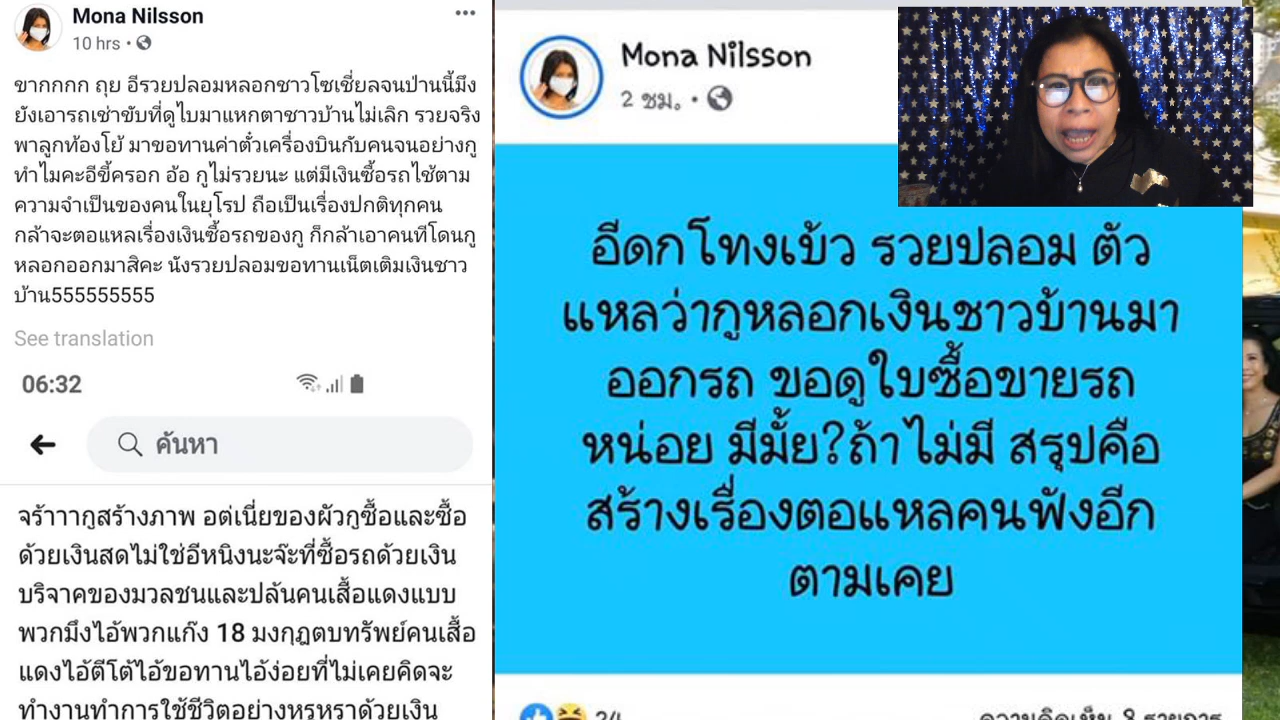 Mona Nilsson
10 hrs
ขากกกก ถุย อีรวยปลอมหลอกชาวโซเชี่ยลจนป่านนี้มึง
ยังเอารถเช่าขับที่ดูไบมาแหกตาชาวบ้านไม่เลิก รวยจริง
พาลูกท้องโย้ มาขอทานค่าตั๋วเครื่องบินกับคนจนอย่างกู
ทำไมคะอีขี้ครอก อ้อ กูไม่รวยนะ แต่มีเงินซื้อรถไช้ตาม
ความจำเป็นของคนในยุโรป ถือเป็นเรื่องปกติทุกคน
กล้าจะตอแหลเรื่องเงินซื้อรถของกู ก็กล้าเอาคนทีโดนกู
หลอกออกมาสิคะ นังรวยปลอมขอทานเน็ตเติมเงินชาว
บ้าน555555555
See translation
06:32
ค้นหา
จร้าาากูสร้างภาพ อต่เนี่ยของผัวกูซื้อและซื้อ
ด้วยเงินสดไม่ใช่อีหนิงนะจ๊ะที่ซื้อรถด้วยเงิน
บริจาคของมวลชนและปล้นคนเสื้อแดงแบบ
พวกมึงไอ้พวกแก๊ง 18 มงกุฎตบทรัพย์คนเสื้อ
แดงไอ้ตีโต้ไอ้ขอทานไอ้ง่อยที่ไม่เคยคิดจะ
ทำงานทำการใช้ชีวิตอย่างหรูหราด้วยเงิน
Mona Nilsson
2 ชม.
อีดกโทงเบ้ว รวยปลอม ตัว
แหลว่ากูหลอกเงินชาวบ้านมา
ออกรถ ขอดูใบซื้อขายรถ
หน่อย มีมั้ย?ถ้าไม่มี สรุปคือ
สร้างเรื่องตอแหลคนฟังอีก
ตามเคย
24
ความคิดเห็น 8 รายการ